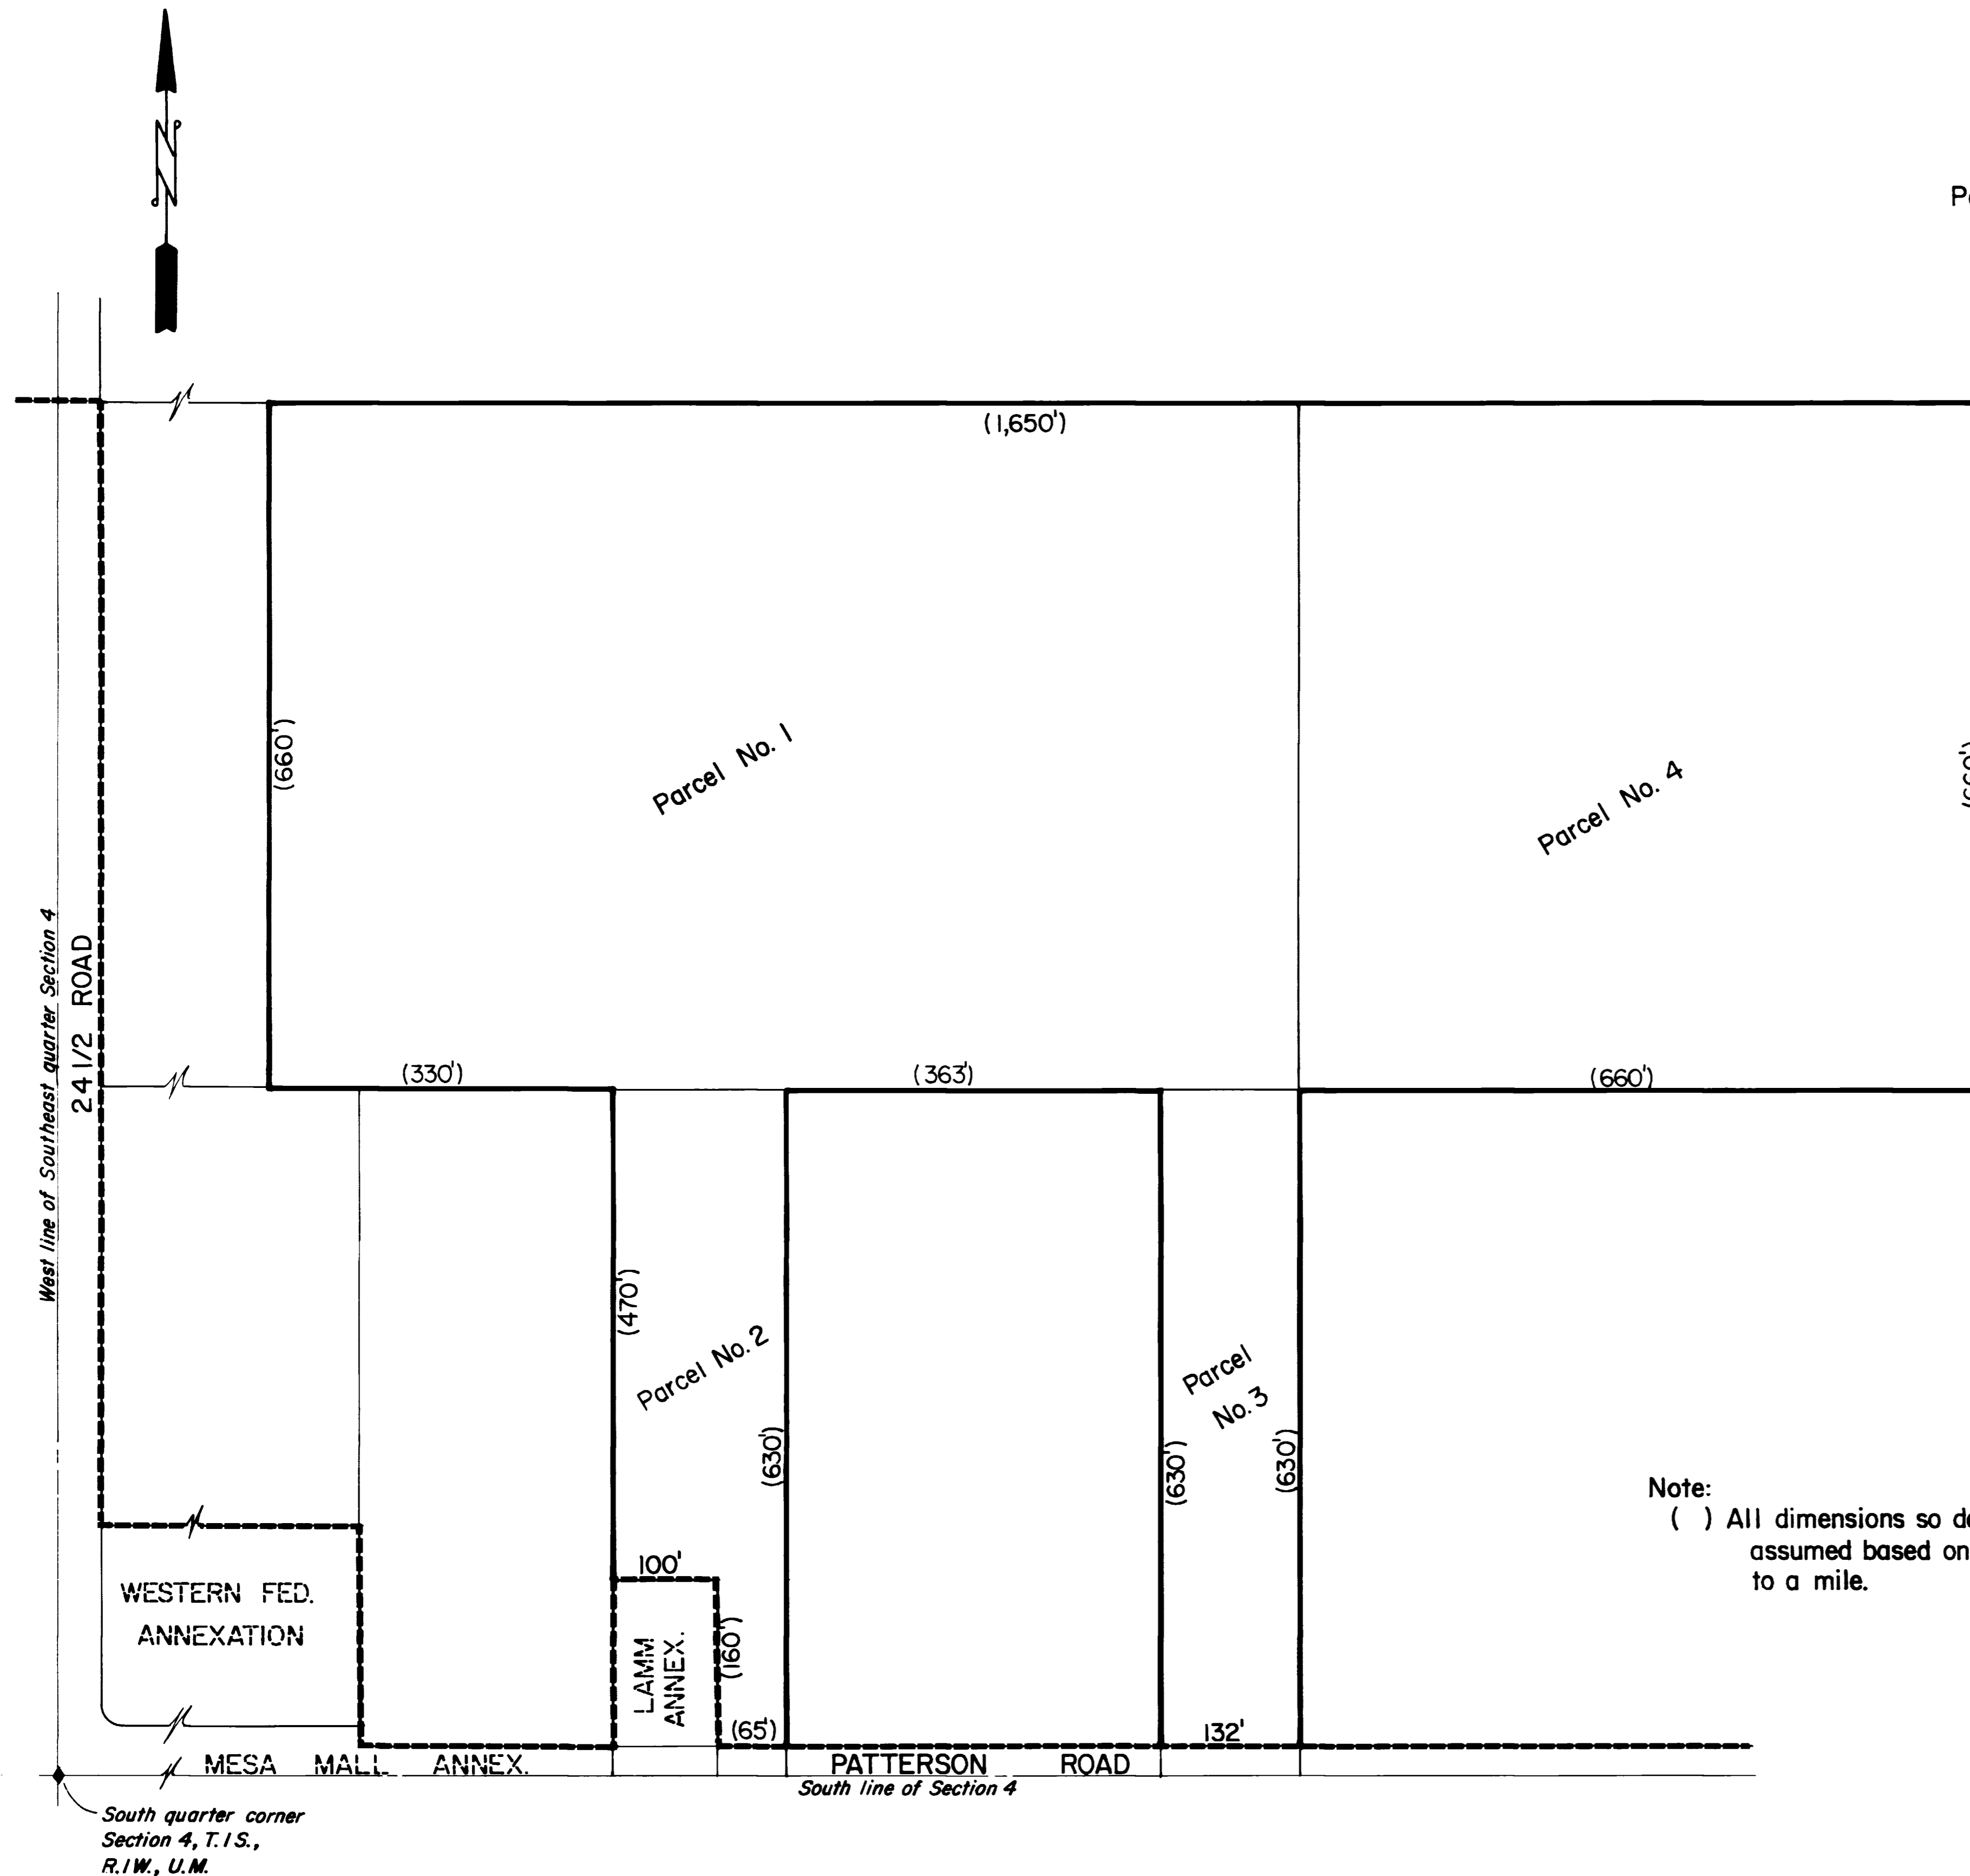 N
(1,650')
(660')
Parcel No. 1
Parcel No. 4
West line of Southeast quarter Section 4
24 1/2 ROAD
(330')
(363')
(660')
(470')
Parcel No. 2
Parcel
No. 3
(630')
(630')
(630')
Note:
( ) All dimensions so
assumed based on
to a mile.
100'
WESTERN FED.
ANNEXATION
LAMM
ANNEX.
(160')
(65')
132'
MESA MALL ANNEX.
PATTERSON ROAD
South line of Section 4
South quarter corner
Section 4, T.1S.,
R.1W., U.M.